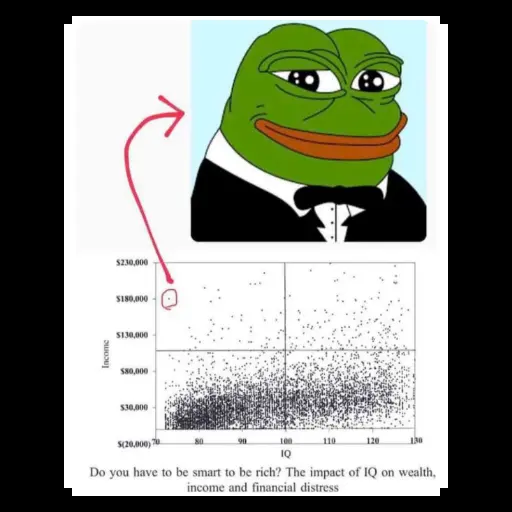 $230,000
$180,000
$130,000
$80,000
$30,000
$(20,000)
Income
70 80 90 100 110 120 130
IQ
Do you have to be smart to be rich? The impact of IQ on wealth,
income and financial distress